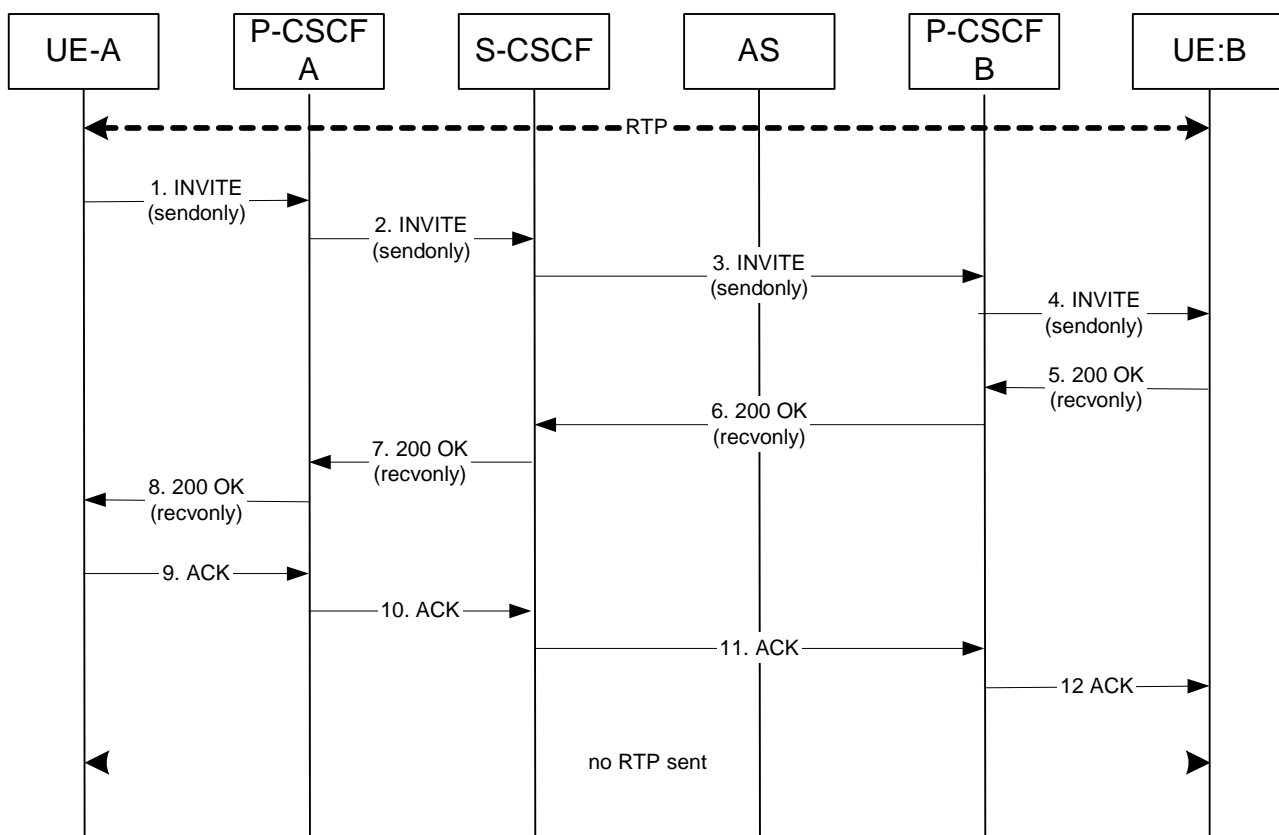 UE-A
P-CSCF
A
S-CSCF
AS
P-CSCF
B
UE:B
RTP
1. INVITE
(sendonly)
2. INVITE
(sendonly)
3. INVITE
(sendonly)
4. INVITE
(sendonly)
5. 200 OK
(recvonly)
6. 200 OK
(recvonly)
7. 200 OK
(recvonly)
8. 200 OK
(recvonly)
9. ACK
10. ACK
11. ACK
12 ACK
no RTP sent